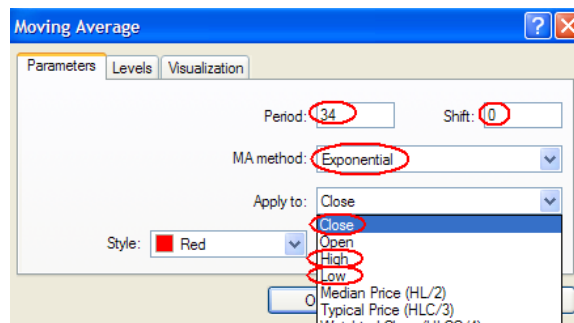 Moving Average
Parameters Levels Visualization
Period: 34 Shift: 0
MA method: Exponential
Apply to: Close
Close
Style: Red Open
High
Low
Median Price (HL/2)
Typical Price (HLC/3)